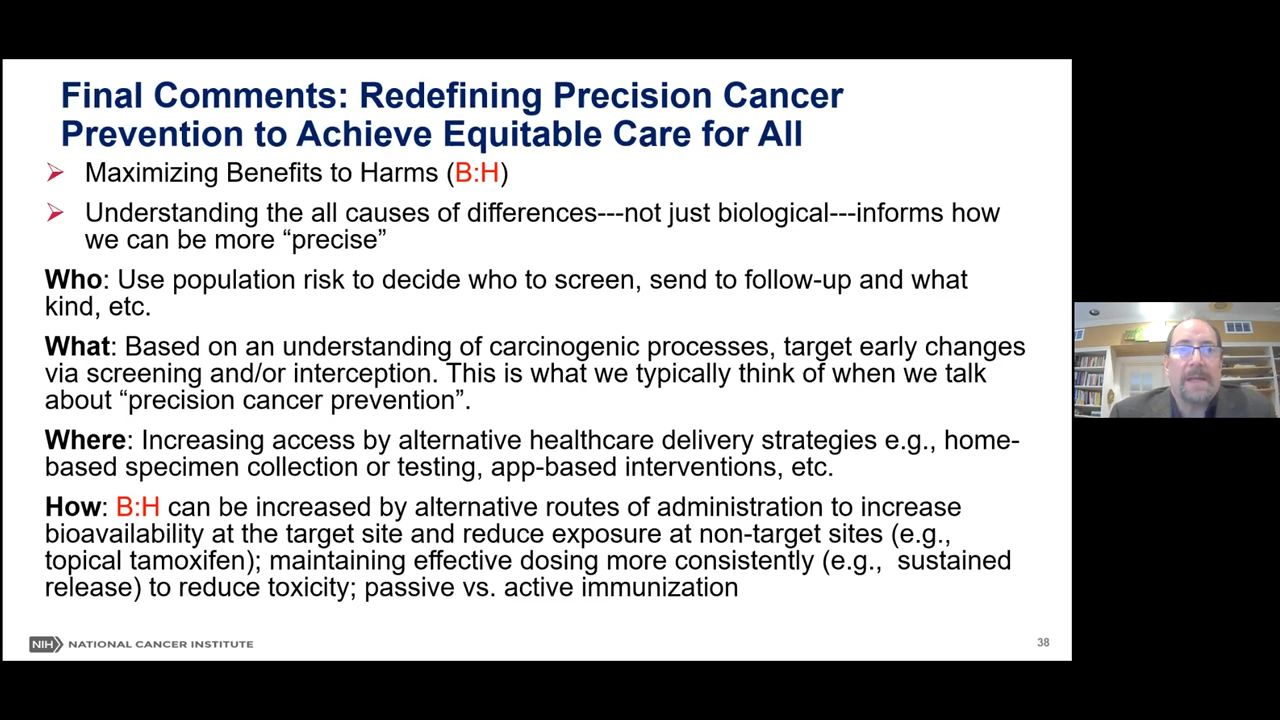 Final Comments: Redefining Precision Cancer
Prevention to Achieve Equitable Care for All
Maximizing Benefits to Harms (B:H)
Understanding the all causes of differences---not just biological---informs how
we can be more “precise”
Who: Use population risk to decide who to screen, send to follow-up and what
kind, etc.
What: Based on an understanding of carcinogenic processes, target early changes
via screening and/or interception. This is what we typically think of when we talk
about “precision cancer prevention”.
Where: Increasing access by alternative healthcare delivery strategies e.g., home-
based specimen collection or testing, app-based interventions, etc.
How: B:H can be increased by alternative routes of administration to increase
bioavailability at the target site and reduce exposure at non-target sites (e.g.,
topical tamoxifen); maintaining effective dosing more consistently (e.g., sustained
release) to reduce toxicity; passive vs. active immunization
NIH NATIONAL CANCER INSTITUTE
38